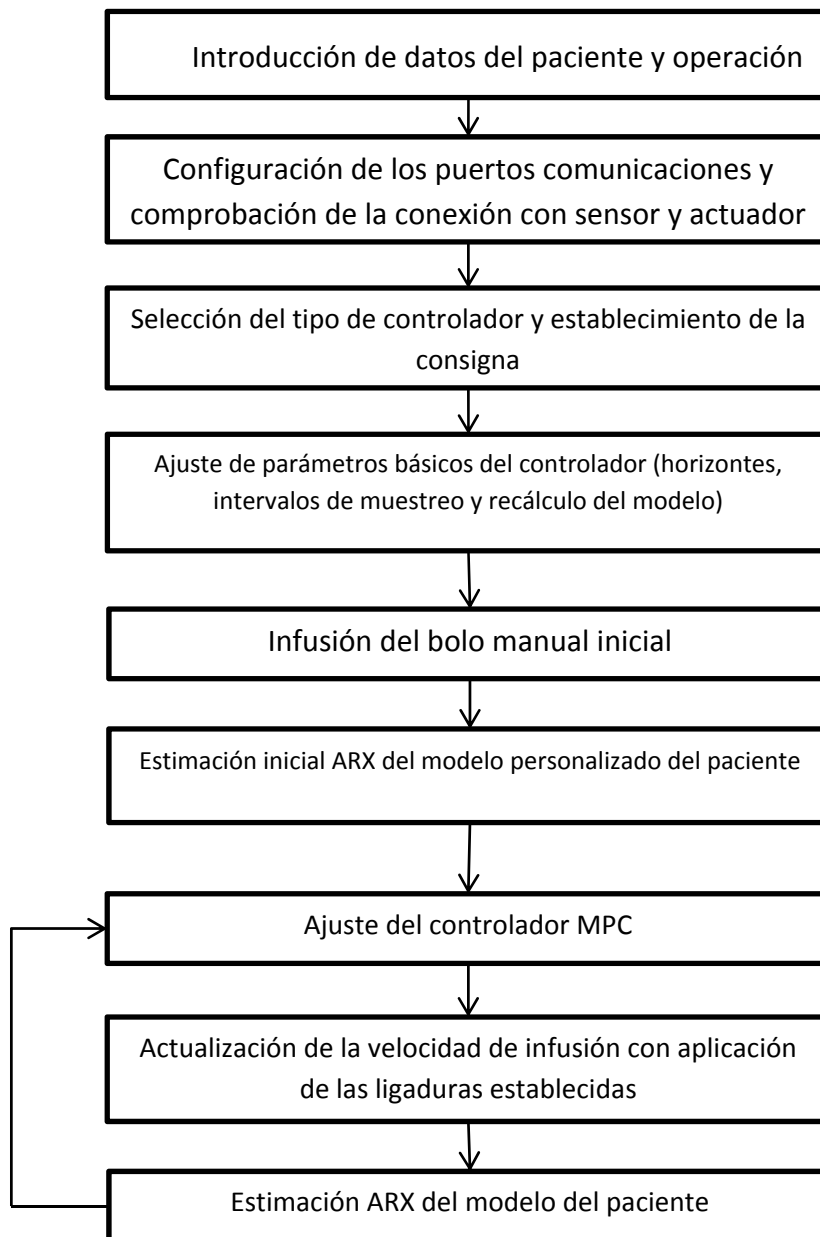 Introducción de datos del paciente y operación
Configuración de los puertos comunicaciones y
comprobación de la conexión con sensor y actuador
Selección del tipo de controlador y establecimiento de la
consigna
Ajuste de parámetros básicos del controlador (horizontes,
intervalos de muestreo y recálculo del modelo)
Infusión del bolo manual inicial
Estimación inicial ARX del modelo personalizado del paciente
Ajuste del controlador MPC
Actualización de la velocidad de infusión con aplicación
de las ligaduras establecidas
Estimación ARX del modelo del paciente